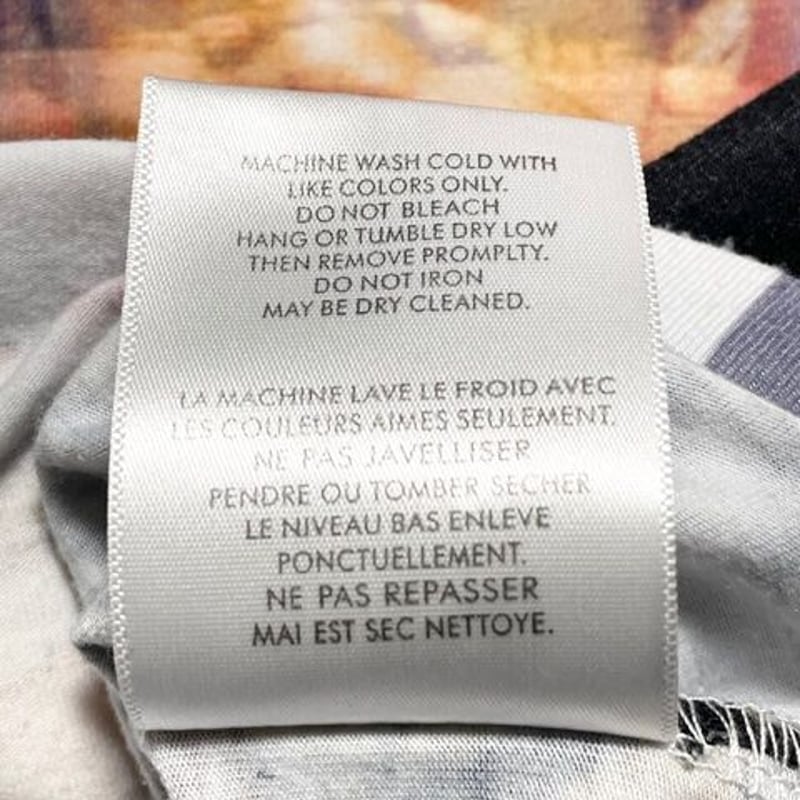 MACHINE WASH COLD WITH
LIKE COLORS ONLY.
DO NOT BLEACH
HANG OR TUMBLE DRY LOW
THEN REMOVE PROMPLTY.
DO NOT IRON
MAY BE DRY CLEANED.
LA MACHINE LAVE LE FROID AVEC
LES COULEURS AIMES SEULEMENT.
NE PAS JAVELLISER
PENDRE OU TOMBER SECHER
LE NIVEAU BAS ENLEVE
PONCTUELLEMENT.
NE PAS REPASSER
MAI EST SEC NETTOYE.